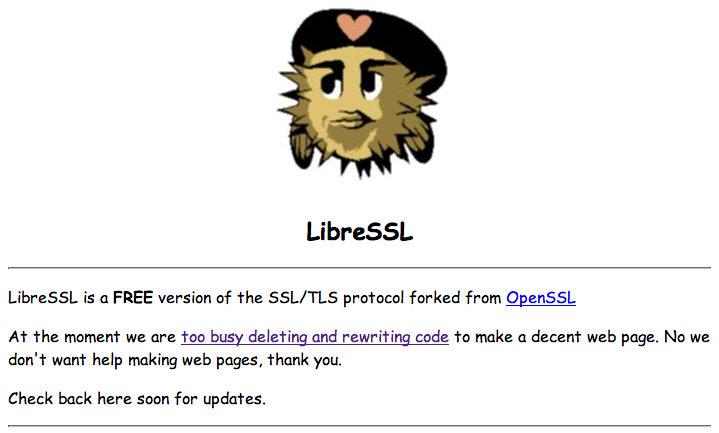 LibreSSL
LibreSSL is a FREE version of the SSL/TLS protocol forked from OpenSSL
At the moment we are too busy deleting and rewriting code to make a decent web page. No we
don't want help making web pages, thank you.
Check back here soon for updates.